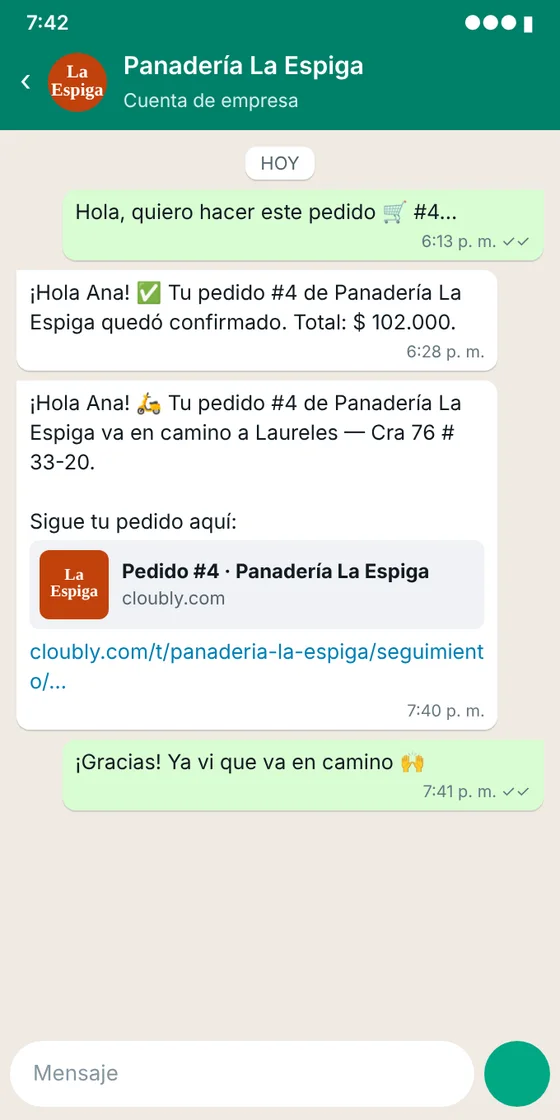 7:42
La
Espiga
Panadería La Espiga
Cuenta de empresa
HOY
Hola, quiero hacer este pedido 🛒 #4...
6:13 p. m.
¡Hola Ana! ✅ Tu pedido #4 de Panadería La
Espiga quedó confirmado. Total: $ 102.000.
6:28 p. m.
¡Hola Ana! 🛵 Tu pedido #4 de Panadería La
Espiga va en camino a Laureles — Cra 76 #
33-20.
Sigue tu pedido aquí:
La
Espiga
Pedido #4 · Panadería La Espiga
cloubly.com
cloubly.com/t/panaderia-la-espiga/seguimient
o/...
7:40 p. m.
¡Gracias! Ya vi que va en camino 🙌
7:41 p. m.
Mensaje